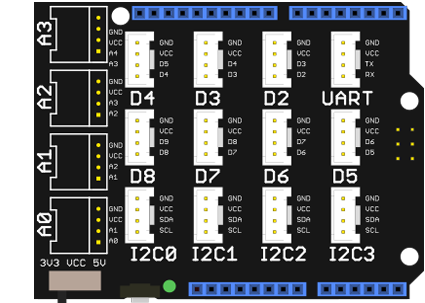 A3
GND
VCC
A4
A3
A2
GND
VCC
A3
A2
A1
GND
VCC
A2
A1
A0
GND
VCC
A1
A0
3V3 VCC 5V
GND
VCC
D5
D4
D4
GND
VCC
D4
D3
D3
GND
VCC
D3
D2
D2
GND
VCC
TX
RX
UART
GND
VCC
D9
D8
D8
GND
VCC
D8
D7
D7
GND
VCC
D7
D6
D6
GND
VCC
D6
D5
D5
GND
VCC
SDA
SCL
I2C0
GND
VCC
SDA
SCL
I2C1
GND
VCC
SDA
SCL
I2C2
GND
VCC
SDA
SCL
I2C3